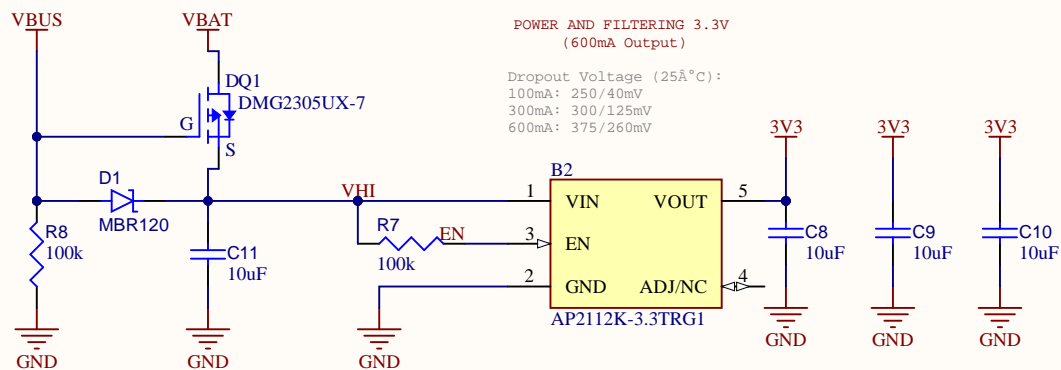 VBUS
VBAT
POWER AND FILTERING 3.3V
(600mA Output)
Dropout Voltage (25Â°C):
100mA: 250/40mV
300mA: 300/125mV
600mA: 375/260mV
DQ1
DMG2305UX-7
G
S
3V3
3V3
3V3
D1
MBR120
VHI
B2
1
VIN
VOUT
5
R8
100k
C11
10uF
R7
100k
EN
3
EN
2
GND
ADJ/NC
4
AP2112K-3.3TRG1
C8
10uF
C9
10uF
C10
10uF
GND
GND
GND
GND
GND
GND